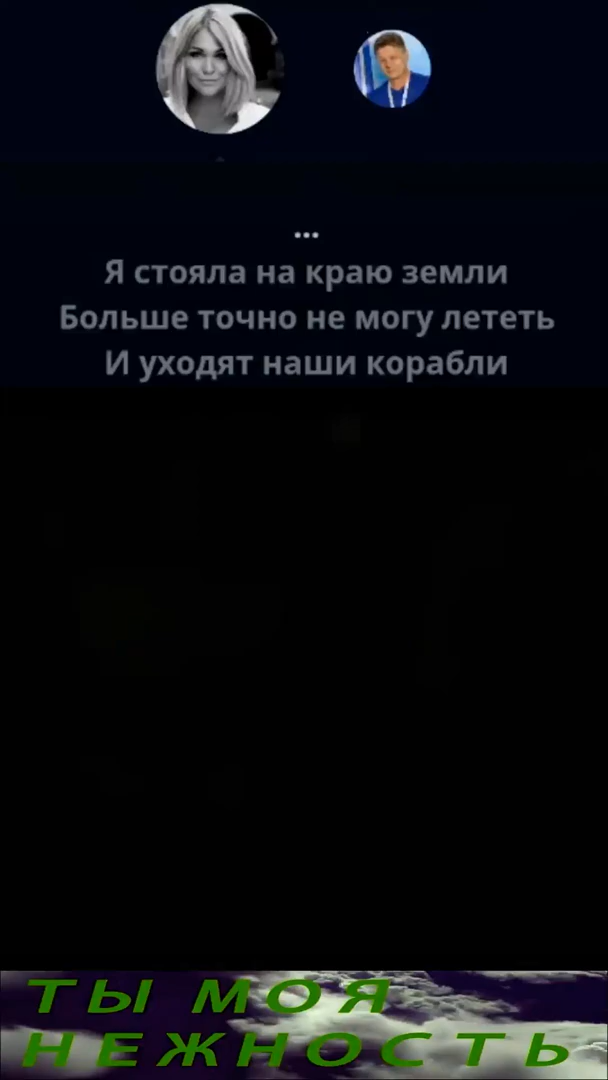 ...
Я стояла на краю земли
Больше точно не могу лететь
И уходят наши корабли
ТЫ МОЯ
НЕЖНОСТЬ